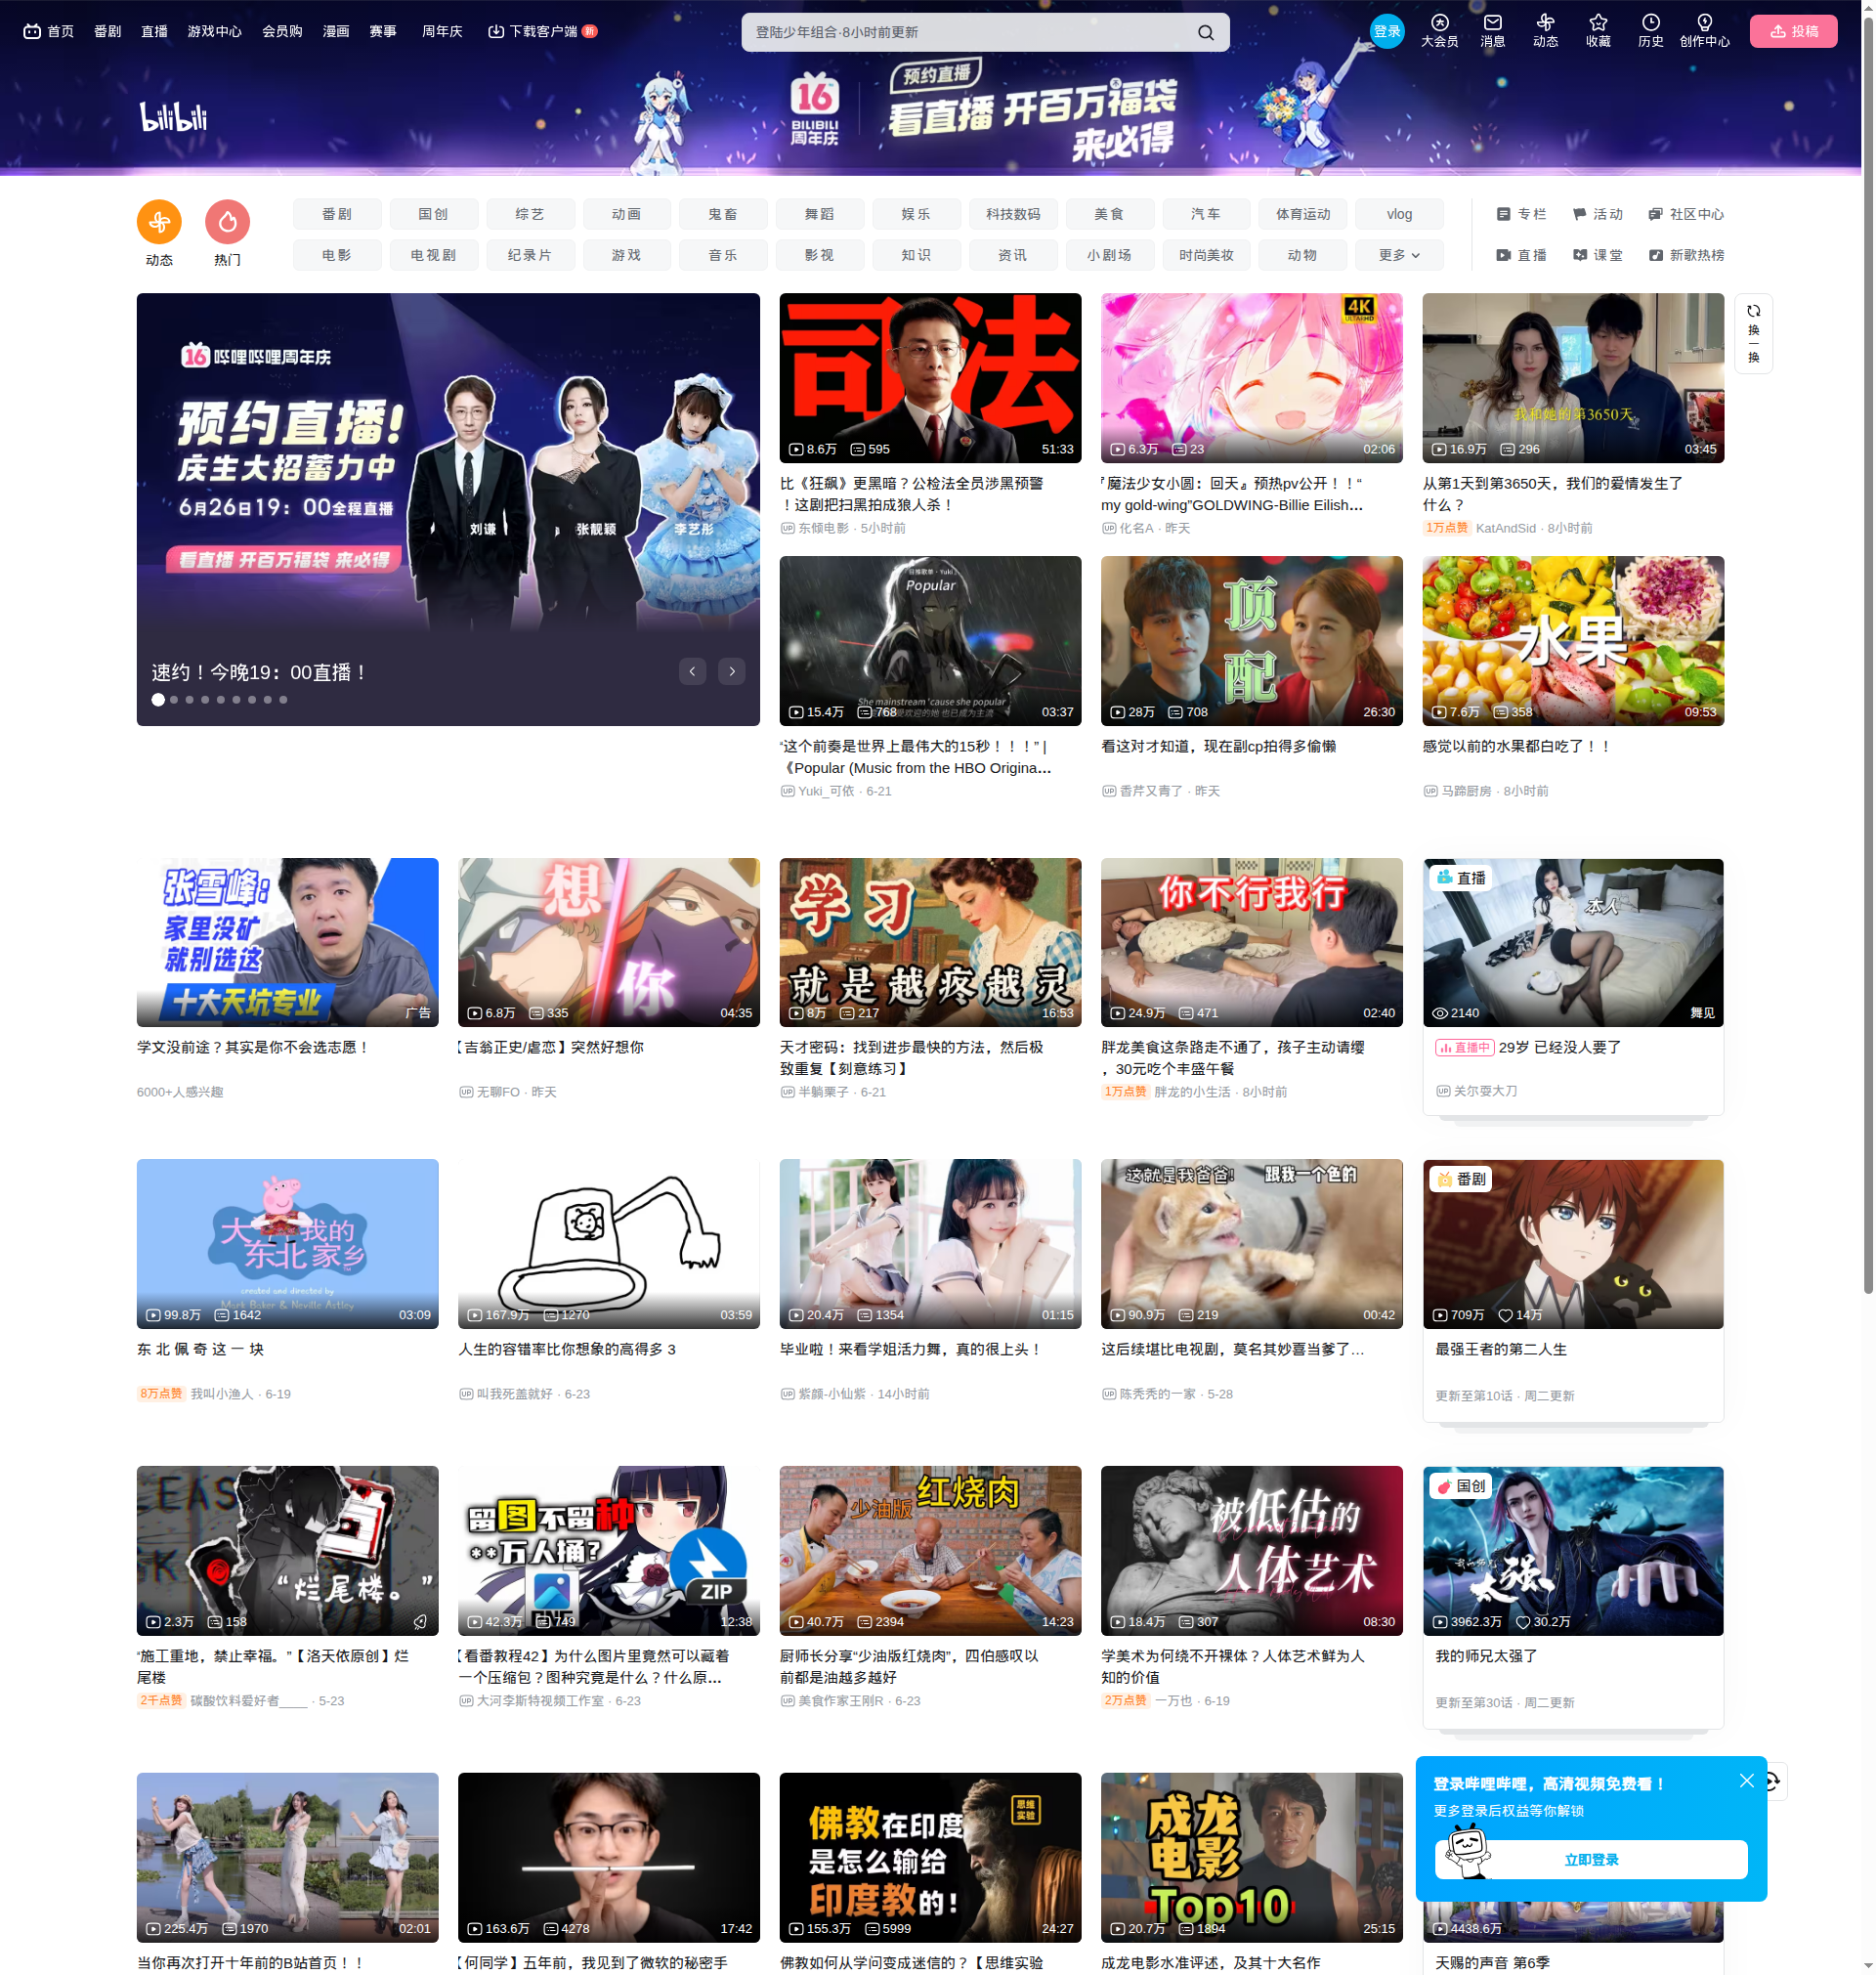 首页 番剧 直播 游戏中心 会员购 漫画 赛事 周年庆 下载客户端 新
登陆少年组合·8小时前更新
登录 大会员 消息 动态 收藏 历史 创作中心 投稿
bilibili
16
BILIBILI
周年庆
预约直播
看直播 开百万福袋
来必得
动态 热门
番剧 国创 综艺 动画 鬼畜 舞蹈 娱乐 科技数码 美食 汽车 体育运动 vlog
专栏 活动 社区中心
电影 电视剧 纪录片 游戏 音乐 影视 知识 资讯 小剧场 时尚美妆 动物 更多
直播 课堂 新歌热榜
16 哔哩哔哩周年庆
预约直播!
庆生大招蓄力中
6月26日19：00全程直播
看直播 开百万福袋 来必得
刘谦 张靓颖 李艺彤
速约！今晚19：00直播！
司法
8.6万 595 51:33
比《狂飙》更黑暗？公检法全员涉黑预警
！这剧把扫黑拍成狼人杀！
UP 东倾电影 · 5小时前
4K
ULTRA HD
6.3万 23 02:06
『魔法少女小圆：回天』预热pv公开！！“
my gold-wing”GOLDWING-Billie Eilish...
UP 化名A · 昨天
我和她的第3650天
16.9万 296 03:45
从第1天到第3650天，我们的爱情发生了
什么？
1万点赞 KatAndSid · 8小时前
换一换
Popular
She mainstream 'cause she popular
15.4万 768 03:37
“这个前奏是世界上最伟大的15秒！！！” |
《Popular (Music from the HBO Origina...
UP Yuki_可依 · 6-21
顶配
28万 708 26:30
看这对才知道，现在副cp拍得多偷懒
UP 香芹又青了 · 昨天
水果
7.6万 358 09:53
感觉以前的水果都白吃了！！
UP 马蹄厨房 · 8小时前
张雪峰:
家里没矿
就别选这
十大天坑专业
广告
学文没前途？其实是你不会选志愿！
6000+人感兴趣
想
你
6.8万 335 04:35
【吉翁正史/虐恋】突然好想你
UP 无聊FO · 昨天
学习
就是越疼越灵
8万 217 16:53
天才密码：找到进步最快的方法，然后极
致重复【刻意练习】
UP 半躺栗子 · 6-21
你不行我行
24.9万 471 02:40
胖龙美食这条路走不通了，孩子主动请缨
，30元吃个丰盛午餐
1万点赞 胖龙的小生活 · 8小时前
直播
本人
2140 舞见
直播中 29岁 已经没人要了
UP 关尔耍大刀
大 我的
东北家乡
created and directed by
Mark Baker & Neville Astley
99.8万 1642 03:09
东 北 佩 奇 这 一 块
8万点赞 我叫小渔人 · 6-19
167.9万 1270 03:59
人生的容错率比你想象的高得多 3
UP 叫我死盖就好 · 6-23
20.4万 1354 01:15
毕业啦！来看学姐活力舞，真的很上头！
UP 紫颜-小仙紫 · 14小时前
这就是我爸爸! 跟我一个色的
90.9万 219 00:42
这后续堪比电视剧，莫名其妙喜当爹了...
UP 陈秃秃的一家 · 5-28
番剧
709万 14万
最强王者的第二人生
更新至第10话 · 周二更新
“烂尾楼。”
2.3万 158
“施工重地，禁止幸福。”【洛天依原创】烂
尾楼
2千点赞 碳酸饮料爱好者____ · 5-23
留图不留种
**万人捅?
ZIP
42.3万 749 12:38
【看番教程42】为什么图片里竟然可以藏着
一个压缩包？图种究竟是什么？什么原...
UP 大河李斯特视频工作室 · 6-23
少油版红烧肉
40.7万 2394 14:23
厨师长分享“少油版红烧肉”，四伯感叹以
前都是油越多越好
UP 美食作家王刚R · 6-23
被低估的
人体艺术
18.4万 307 08:30
学美术为何绕不开裸体？人体艺术鲜为人
知的价值
2万点赞 一万也 · 6-19
国创
我的师兄太强
3962.3万 30.2万
我的师兄太强了
更新至第30话 · 周二更新
225.4万 1970 02:01
当你再次打开十年前的B站首页！！
163.6万 4278 17:42
【何同学】五年前，我见到了微软的秘密手
思维
实验
佛教在印度
是怎么输给
印度教的!
155.3万 5999 24:27
佛教如何从学问变成迷信的？【思维实验
成龙
电影
Top10
20.7万 1894 25:15
成龙电影水准评述，及其十大名作
登录哔哩哔哩，高清视频免费看！
更多登录后权益等你解锁
立即登录
4438.6万
天赐的声音 第6季